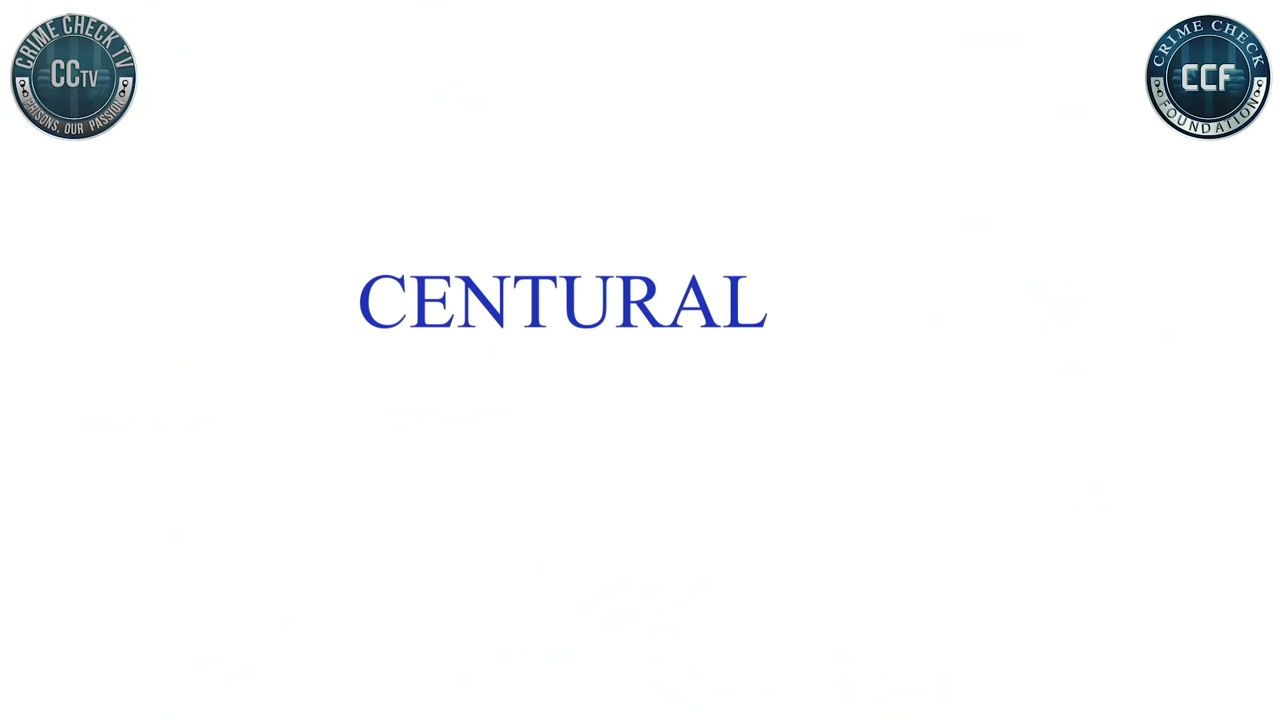 CRIME CHECK TV
CCTV
PRISONS, OUR PASSION
CRIME CHECK
CCF
FOUNDATION
CENTURAL